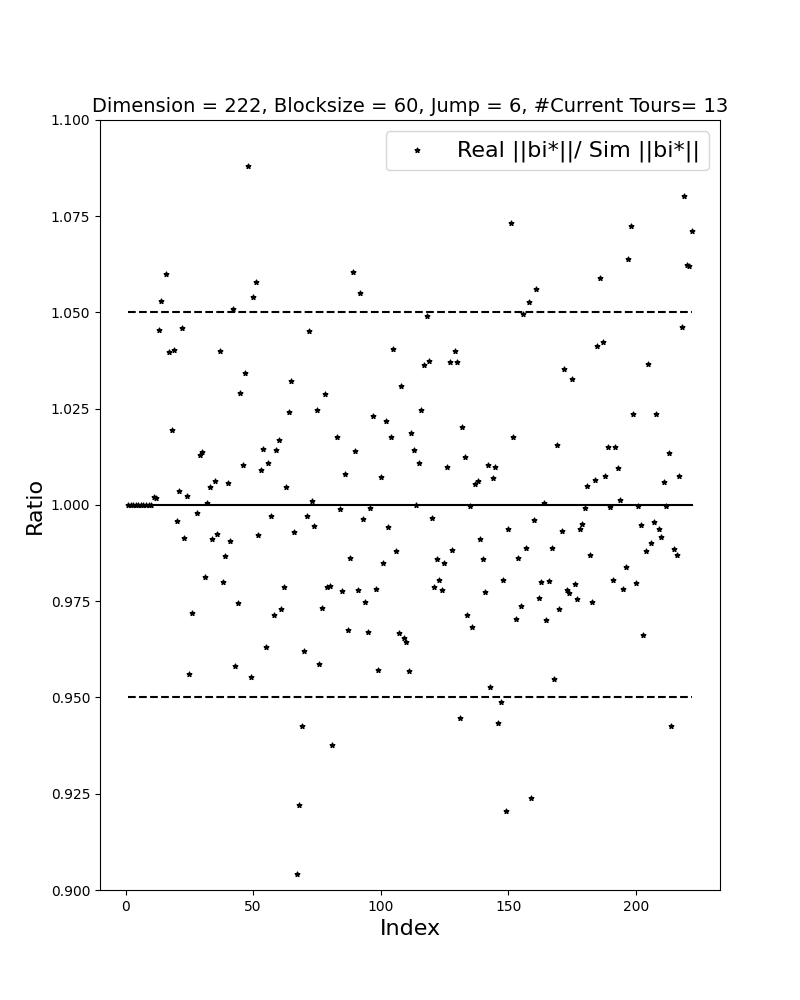 Dimension = 222, Blocksize = 60, Jump = 6, #Current Tours= 13
Real ||bi*||/ Sim ||bi*||
1.100
1.075
1.050
1.025
1.000
0.975
0.950
0.925
0.900
Ratio
0 50 100 150 200
Index